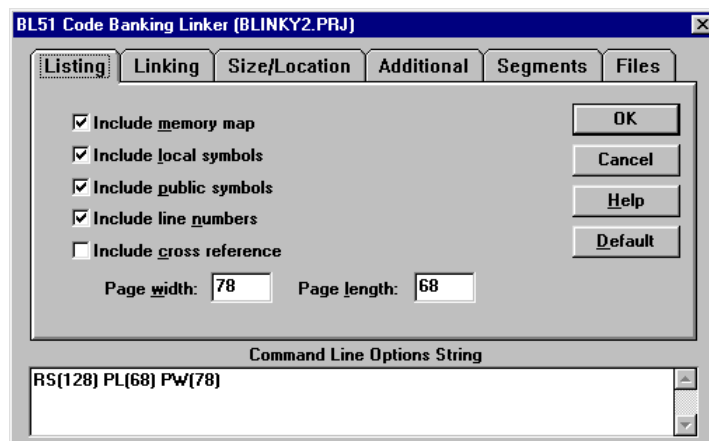 BL51 Code Banking Linker (BLINKY2.PRJ)
Listing Linking Size/Location Additional Segments Files
Include memory map
Include local symbols
Include public symbols
Include line numbers
Include cross reference
Page width: 78 Page length: 68
OK
Cancel
Help
Default
Command Line Options String
RS(128) PL(68) PW(78)